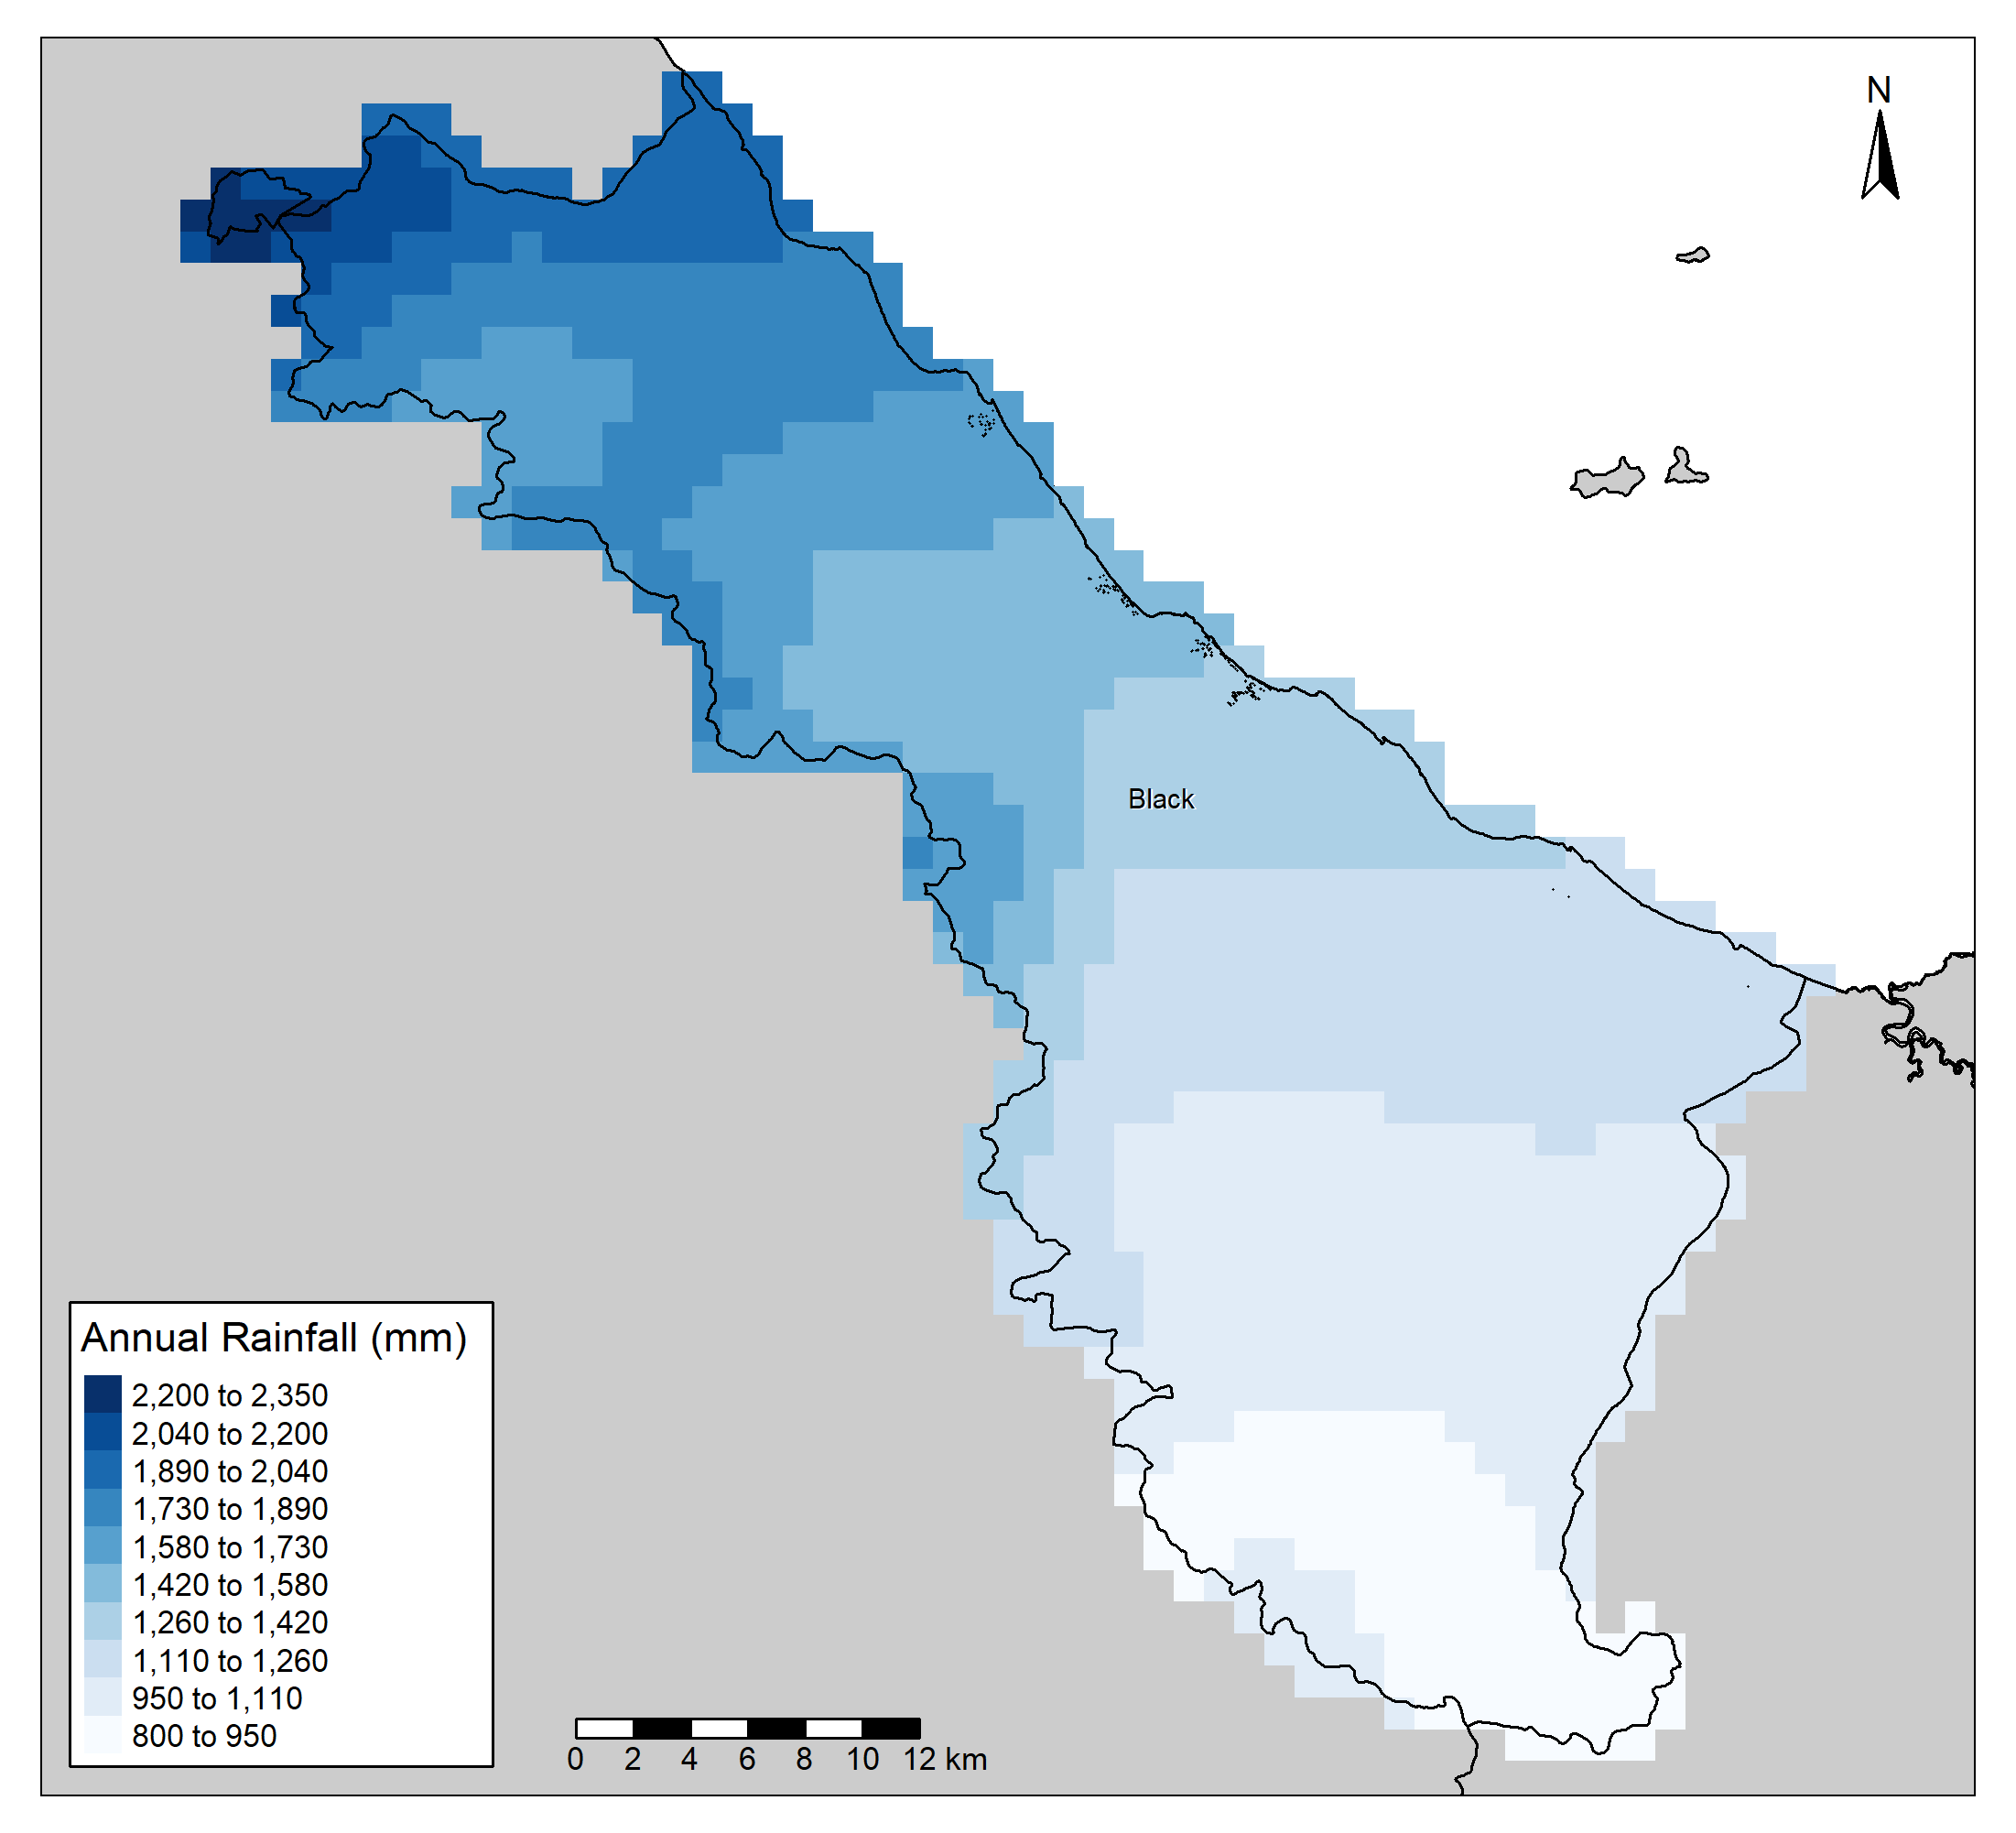 N
Black
Annual Rainfall (mm)
2,200 to 2,350
2,040 to 2,200
1,890 to 2,040
1,730 to 1,890
1,580 to 1,730
1,420 to 1,580
1,260 to 1,420
1,110 to 1,260
950 to 1,110
800 to 950
0 2 4 6 8 10 12 km